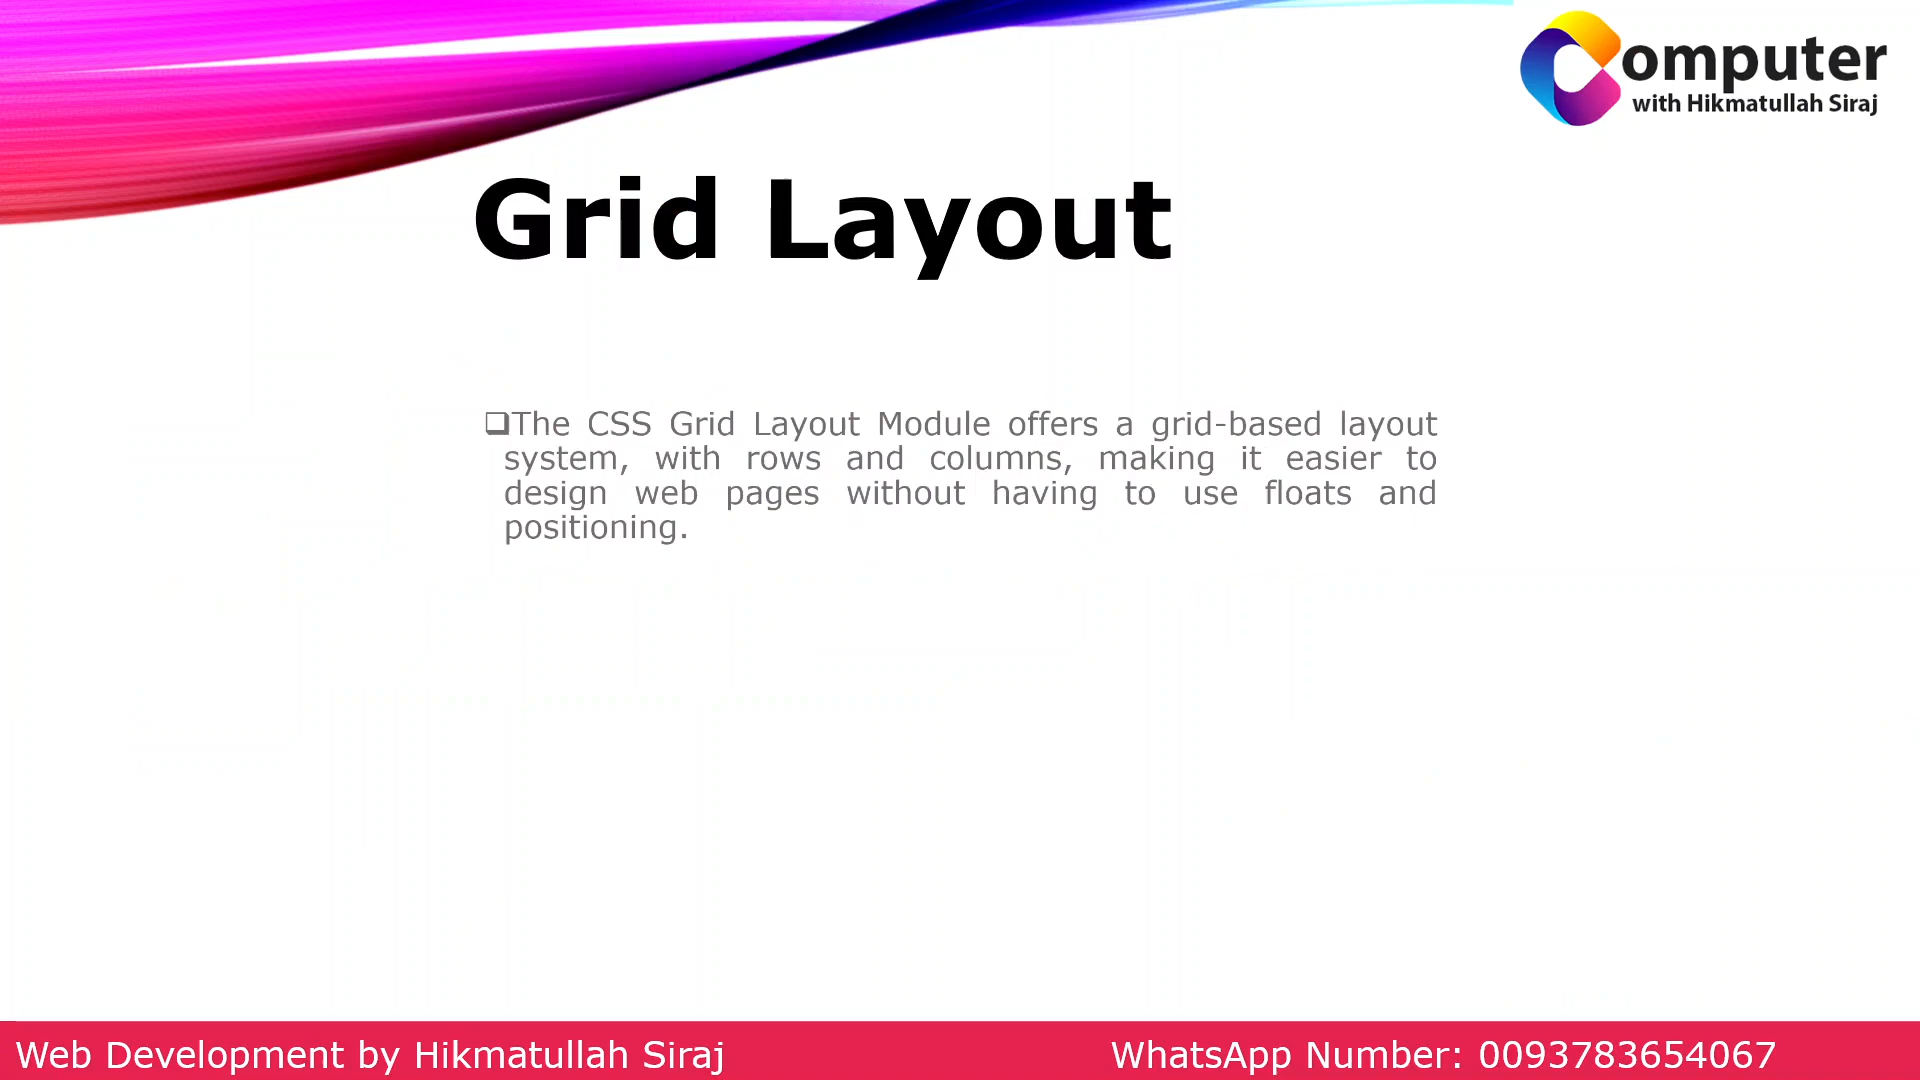 Computer
with Hikmatullah Siraj
Grid Layout
❑The CSS Grid Layout Module offers a grid-based layout
system, with rows and columns, making it easier to
design web pages without having to use floats and
positioning.
Web Development by Hikmatullah Siraj
WhatsApp Number: 0093783654067